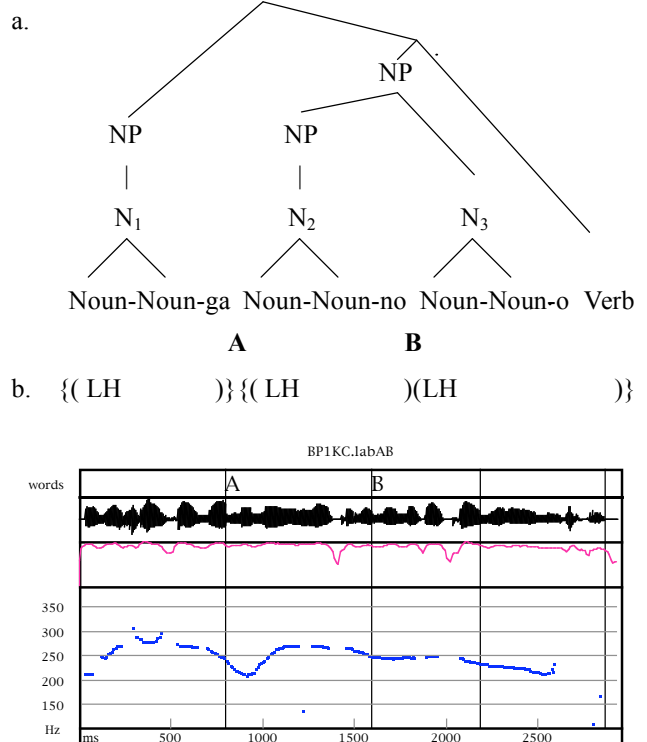 a.
NP
NP NP
| |
N₁ N₂ N₃
Noun-Noun-ga Noun-Noun-no Noun-Noun-o Verb
A B
b. {( LH )}{( LH )(LH )}
BP1KC.labAB
words A B
350
300
250
200
150
Hz
ms 500 1000 1500 2000 2500